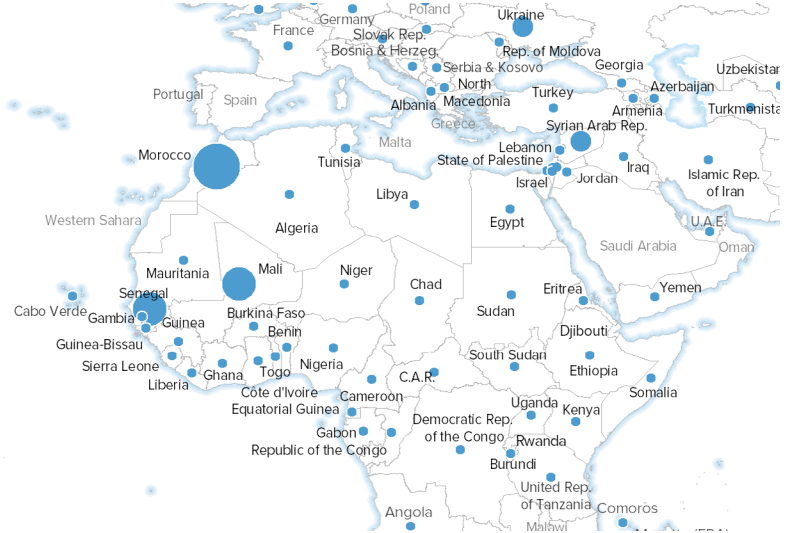 Poland
Ukraine
Germany
France
Slovak Rep.
Bosnia & Herzeg.
Rep. of Moldova
Serbia & Kosovo
Georgia
Uzbekistan
North
Macedonia
Albania
Portugal
Spain
Turkey
Azerbaijan
Armenia
Turkmenista
Greece
Syrian Arab Rep.
Malta
Lebanon
Morocco
Tunisia
State of Palestine
Iraq
Islamic Rep.
of Iran
Israel
Jordan
Libya
Algeria
Egypt
Western Sahara
U.A.E.
Saudi Arabia
Oman
Mauritania
Mali
Niger
Chad
Senegal
Eritrea
Yemen
Cabo Verde
Gambia
Guinea
Burkina Faso
Sudan
Benin
Djibouti
Guinea-Bissau
Sierra Leone
Ghana
Togo
Nigeria
South Sudan
Ethiopia
Liberia
C.A.R.
Somalia
Côte d'Ivoire
Cameroon
Equatorial Guinea
Uganda
Kenya
Democratic Rep.
of the Congo
Gabon
Rwanda
Republic of the Congo
Burundi
United Rep.
of Tanzania
Angola
Comoros
Malawi